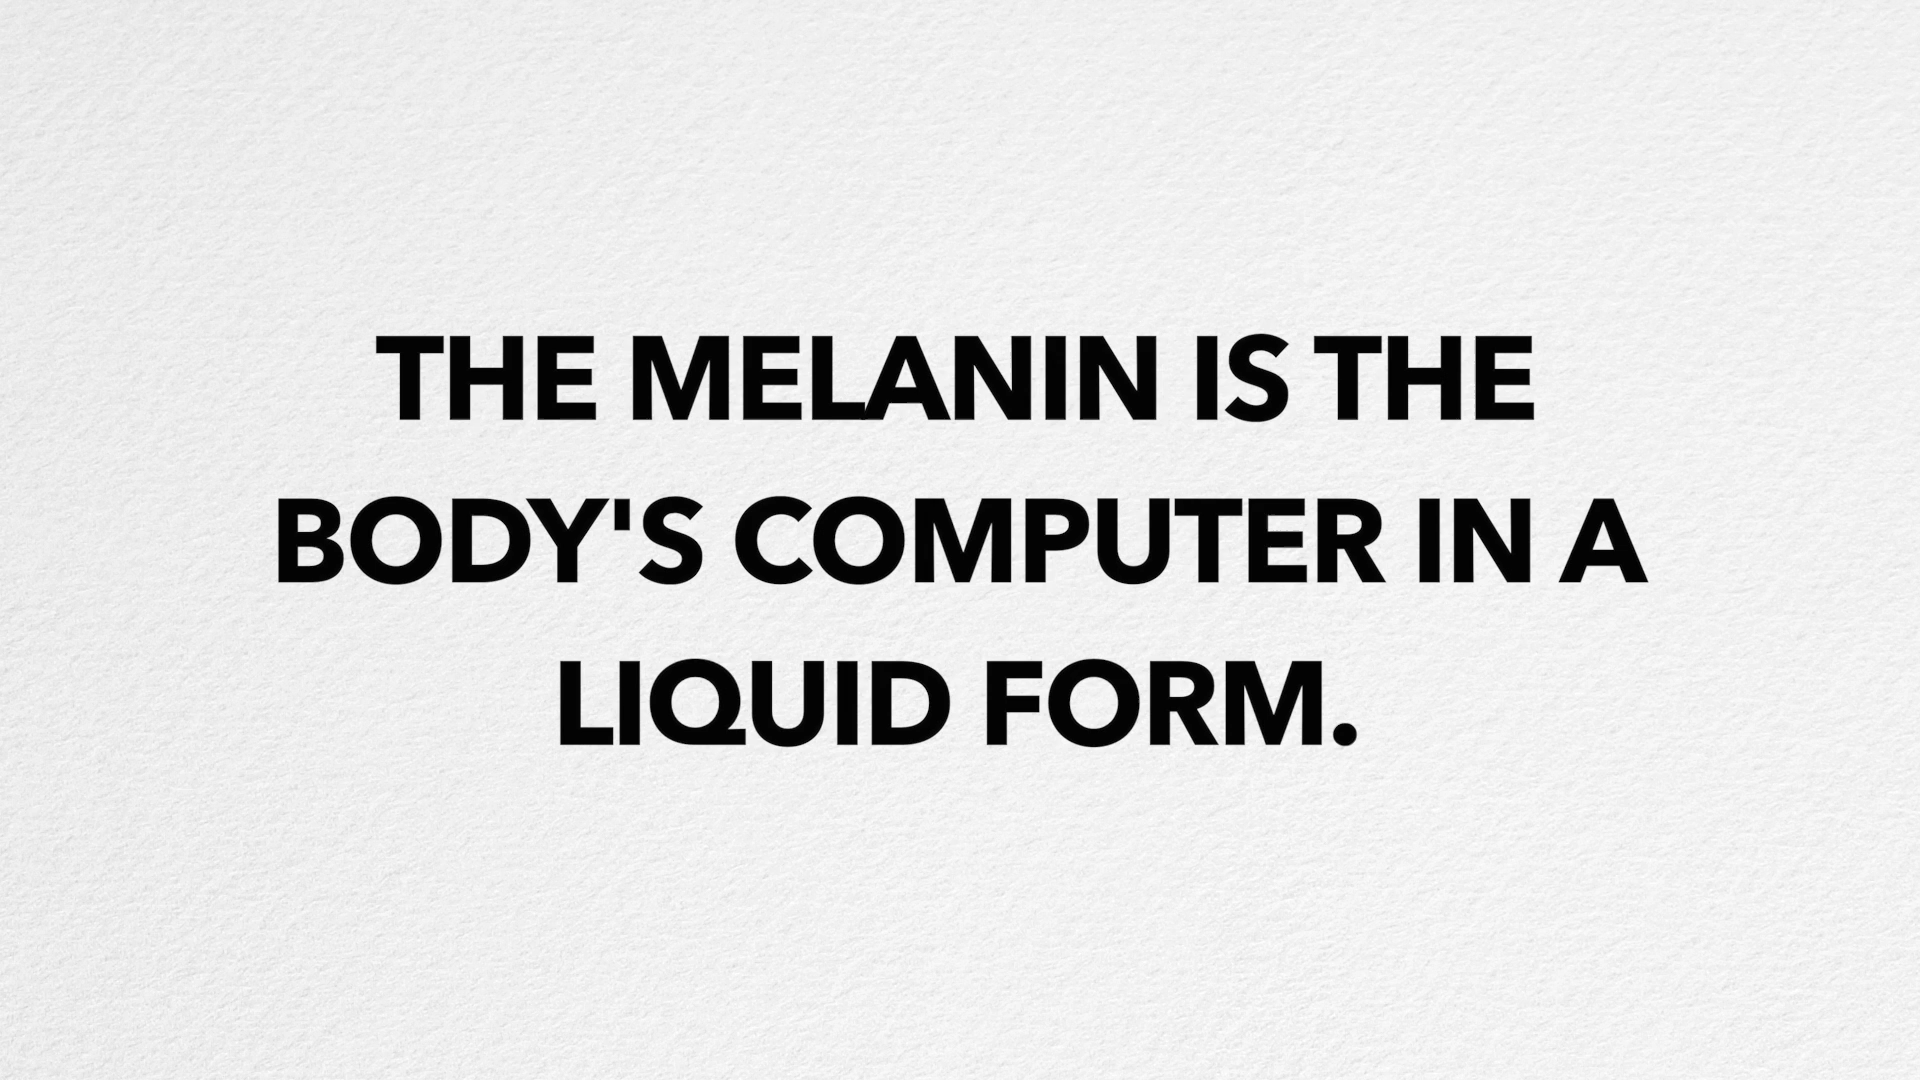 THE MELANIN IS THE
BODY'S COMPUTER IN A
LIQUID FORM.